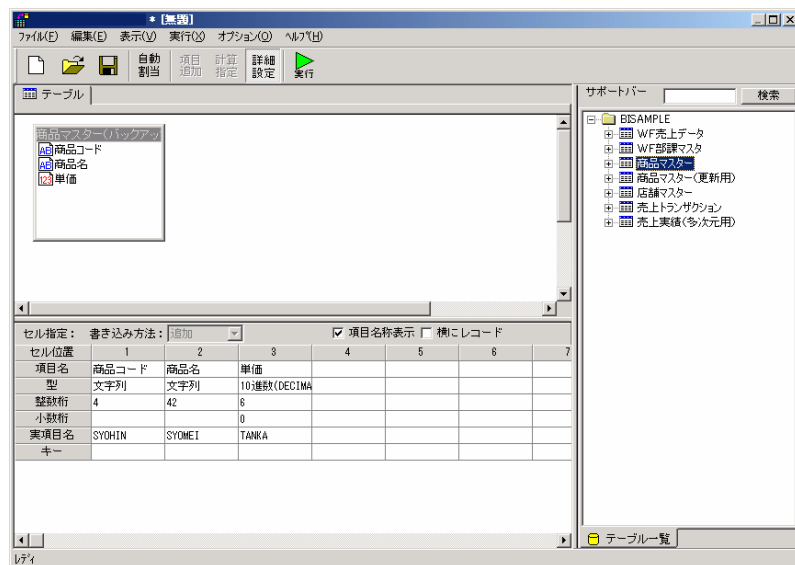 * [無題]
ファイル(F) 編集(E) 表示(V) 実行(X) オプション(O) ヘルプ(H)
自動割当 項目追加 計算指定 詳細設定 実行
テーブル
サポートバー 検索
商品マスター(バックアッ
商品コード
商品名
単価
BISAMPLE
WF売上データ
WF部課マスタ
商品マスター
商品マスター(更新用)
店舗マスター
売上トランザクション
売上実績(多次元用)
セル指定: 書き込み方法: 追加 項目名称表示 横にレコード
セル位置 1 2 3 4 5 6 7
項目名 商品コード 商品名 単価
型 文字列 文字列 10進数(DECIMA
整数桁 4 42 6
小数桁 0
実項目名 SYOHIN SYOMEI TANKA
キー
テーブル一覧
レディ